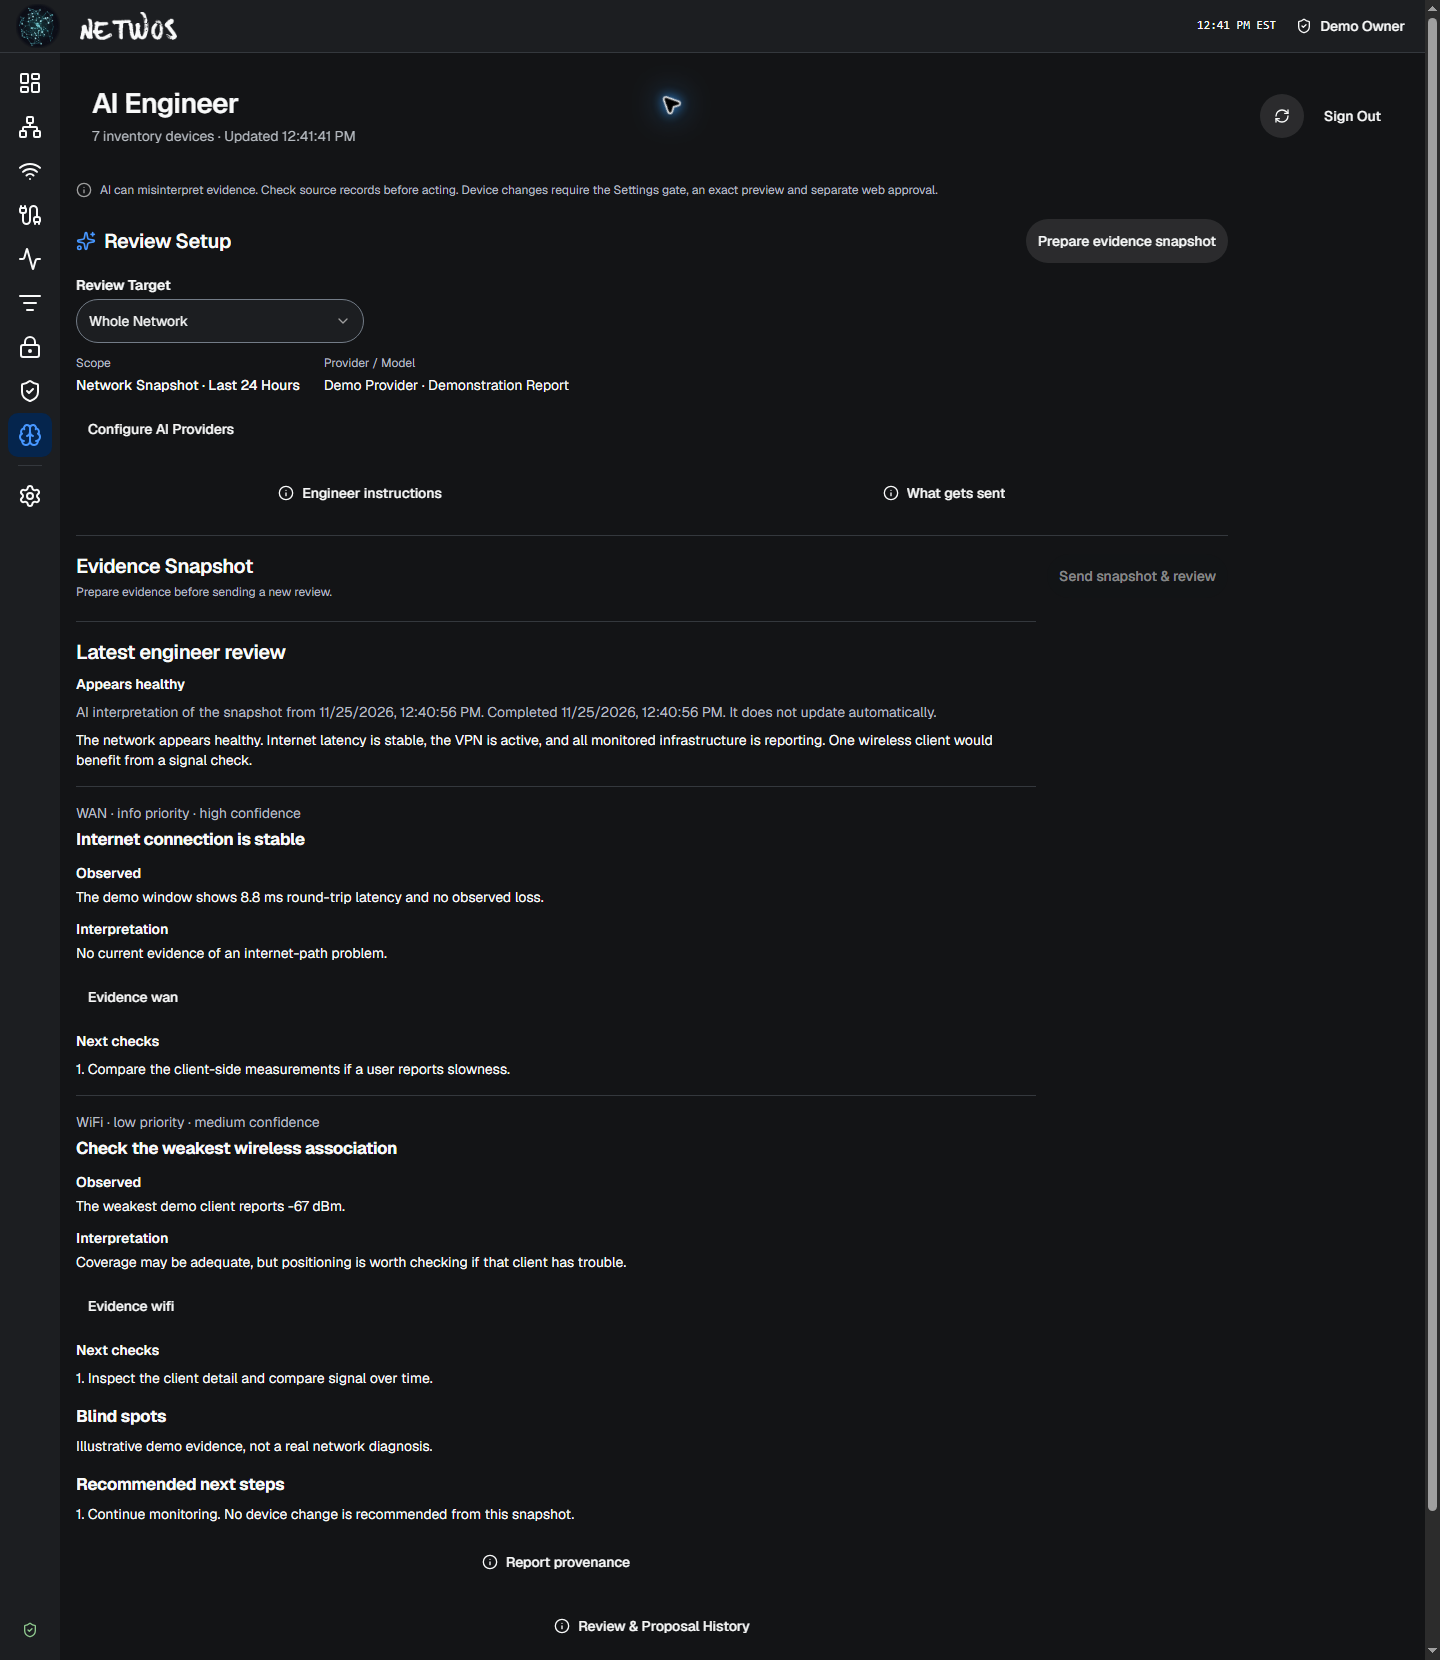 NETWOS
12:41 PM EST
Demo Owner
AI Engineer
7 inventory devices · Updated 12:41:41 PM
Sign Out
AI can misinterpret evidence. Check source records before acting. Device changes require the Settings gate, an exact preview and separate web approval.
Review Setup
Prepare evidence snapshot
Review Target
Whole Network
Scope
Provider / Model
Network Snapshot · Last 24 Hours
Demo Provider · Demonstration Report
Configure AI Providers
Engineer instructions
What gets sent
Evidence Snapshot
Prepare evidence before sending a new review.
Send snapshot & review
Latest engineer review
Appears healthy
AI interpretation of the snapshot from 11/25/2026, 12:40:56 PM. Completed 11/25/2026, 12:40:56 PM. It does not update automatically.
The network appears healthy. Internet latency is stable, the VPN is active, and all monitored infrastructure is reporting. One wireless client would
benefit from a signal check.
WAN · info priority · high confidence
Internet connection is stable
Observed
The demo window shows 8.8 ms round-trip latency and no observed loss.
Interpretation
No current evidence of an internet-path problem.
Evidence wan
Next checks
1. Compare the client-side measurements if a user reports slowness.
WiFi · low priority · medium confidence
Check the weakest wireless association
Observed
The weakest demo client reports -67 dBm.
Interpretation
Coverage may be adequate, but positioning is worth checking if that client has trouble.
Evidence wifi
Next checks
1. Inspect the client detail and compare signal over time.
Blind spots
Illustrative demo evidence, not a real network diagnosis.
Recommended next steps
1. Continue monitoring. No device change is recommended from this snapshot.
Report provenance
Review & Proposal History